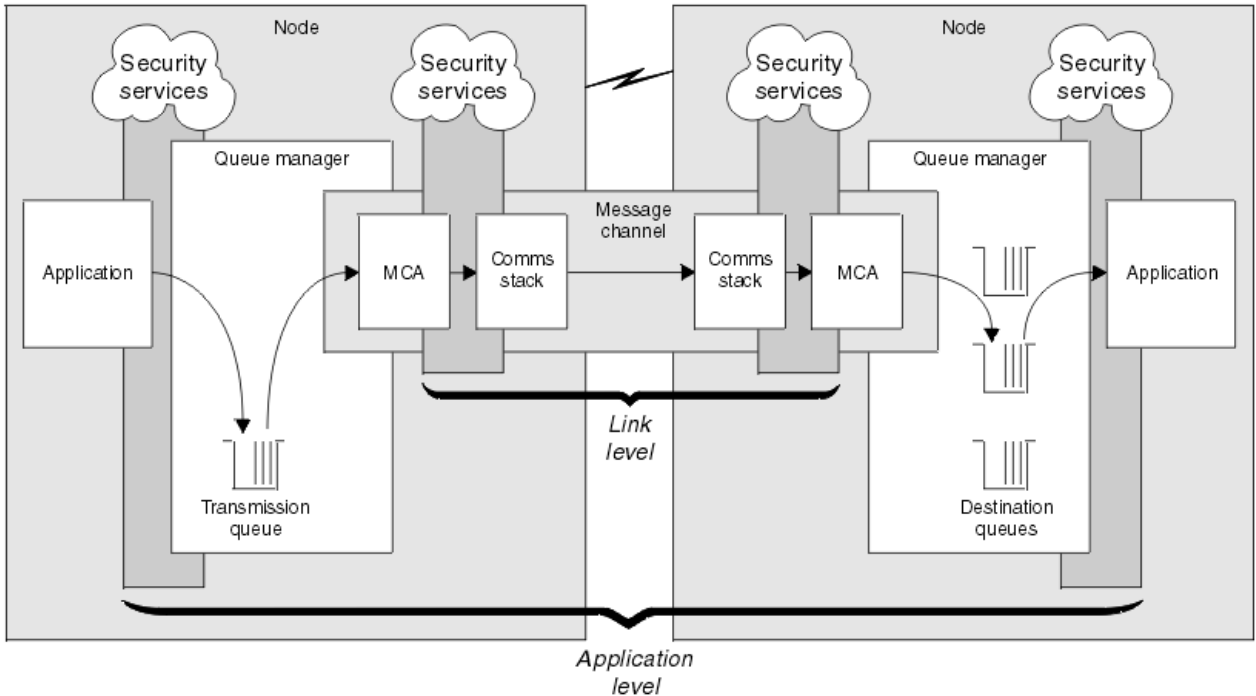 Node
Node
Security
services
Security
services
Security
services
Security
services
Queue manager
Queue manager
Message
channel
Application
MCA
Comms
stack
Comms
stack
MCA
Application
Link
level
Transmission
queue
Destination
queues
Application
level